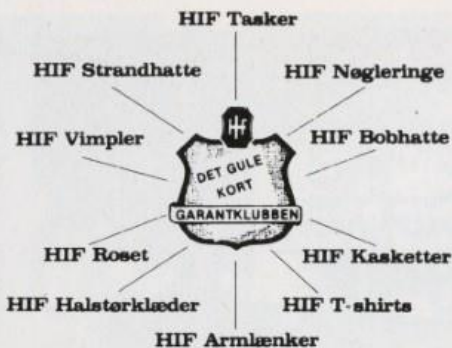 HIF Tasker
HIF Strandhatte
HIF Nøgleringe
Hif
HIF Vimpler
HIF Bobhatte
DET GULE
KORT
GARANTKLUBBEN
HIF Roset
HIF Kasketter
HIF Halstørklæder
HIF T-shirts
HIF Armlænker